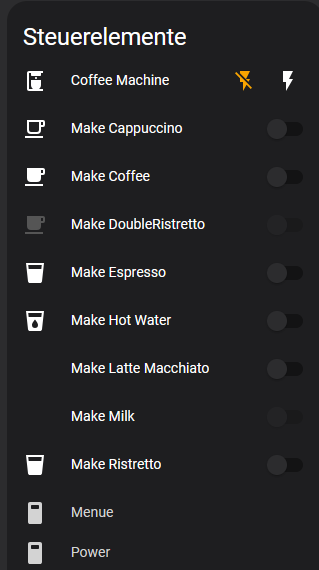 Steuerelemente
Coffee Machine
Make Cappuccino
Make Coffee
Make DoubleRistretto
Make Espresso
Make Hot Water
Make Latte Macchiato
Make Milk
Make Ristretto
Menue
Power